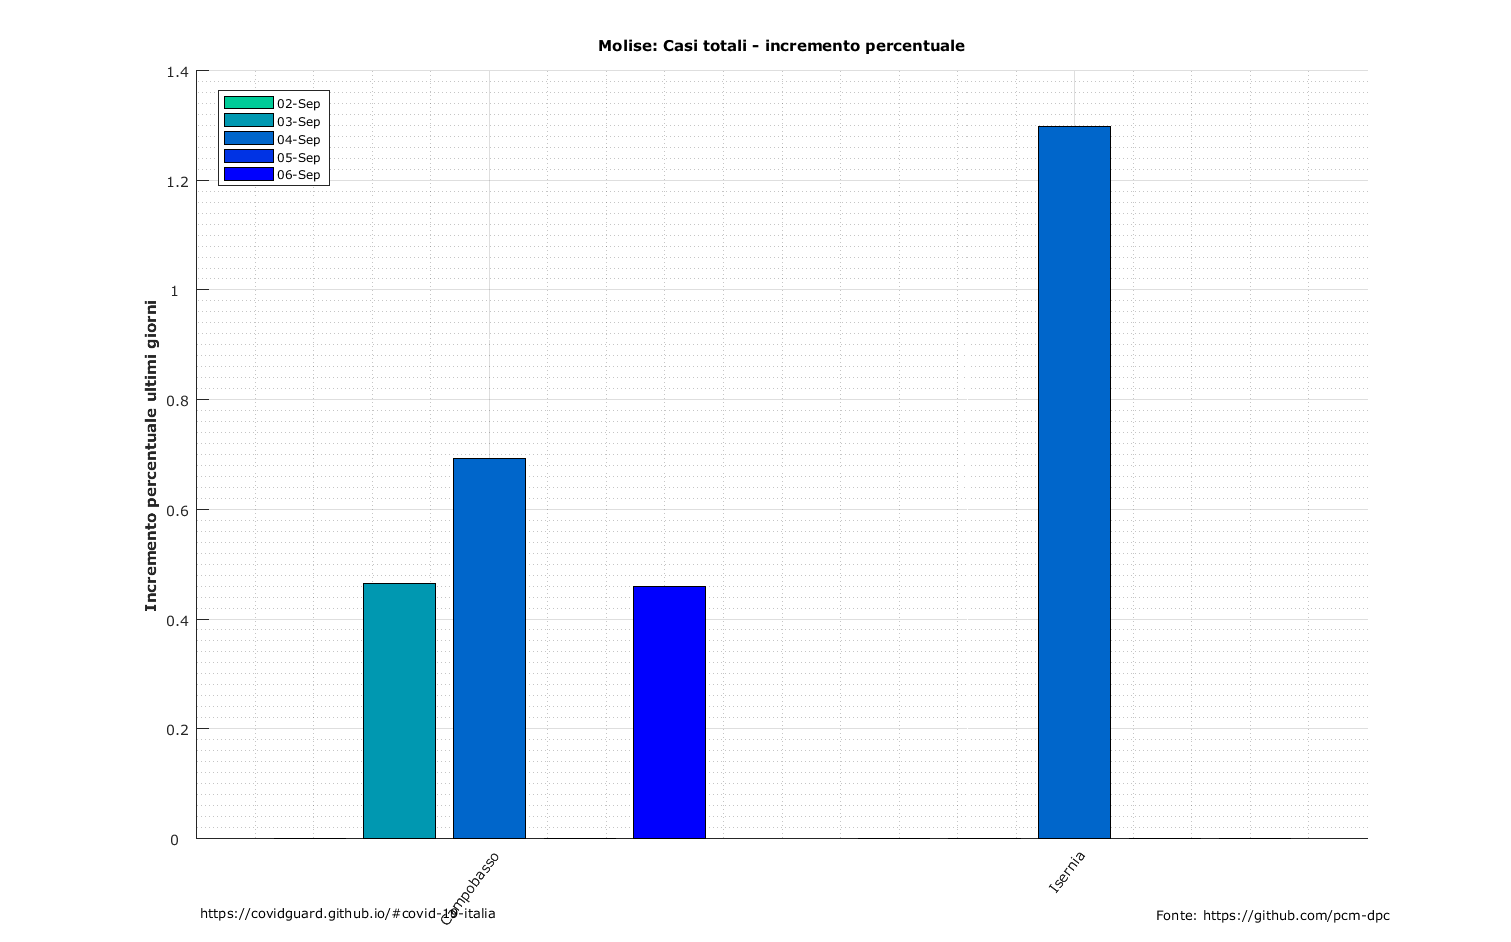 Molise: Casi totali - incremento percentuale
1.4
1.2
1
0.8
0.6
0.4
0.2
0
02-Sep
03-Sep
04-Sep
05-Sep
06-Sep
Incremento percentuale ultimi giorni
Campobasso
Isernia
https://covidguard.github.io/#covid-19-italia
Fonte: https://github.com/pcm-dpc